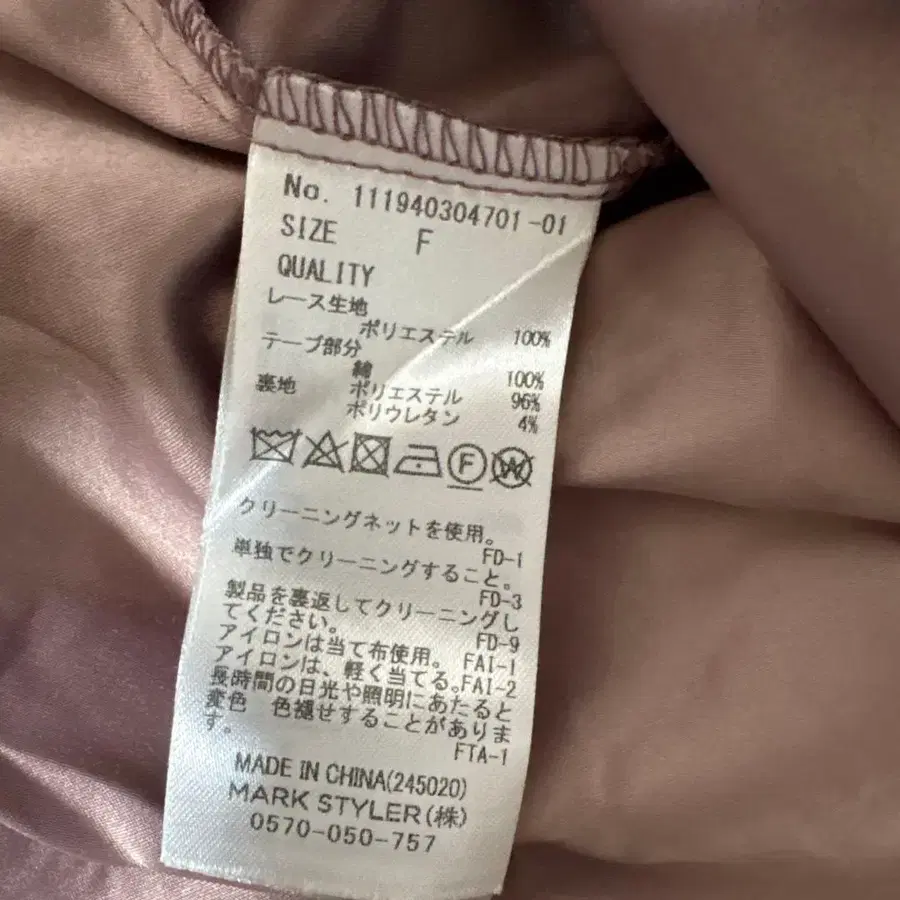 No. 111940304701-01
SIZE F
QUALITY
レース生地
ポリエステル 100%
テープ部分
綿 100%
裏地 ポリエステル 96%
ポリウレタン 4%
F W
クリーニングネットを使用。
FD-1
単独でクリーニングすること。
FD-3
製品を裏返してクリーニングし
てください。 FD-9
アイロンは当て布使用。 FAI-1
アイロンは、軽く当てる。FAI-2
長時間の日光や照明にあたると
変色 色褪せすることがありま
す。 FTA-1
MADE IN CHINA(245020)
MARK STYLER(株)
0570-050-757